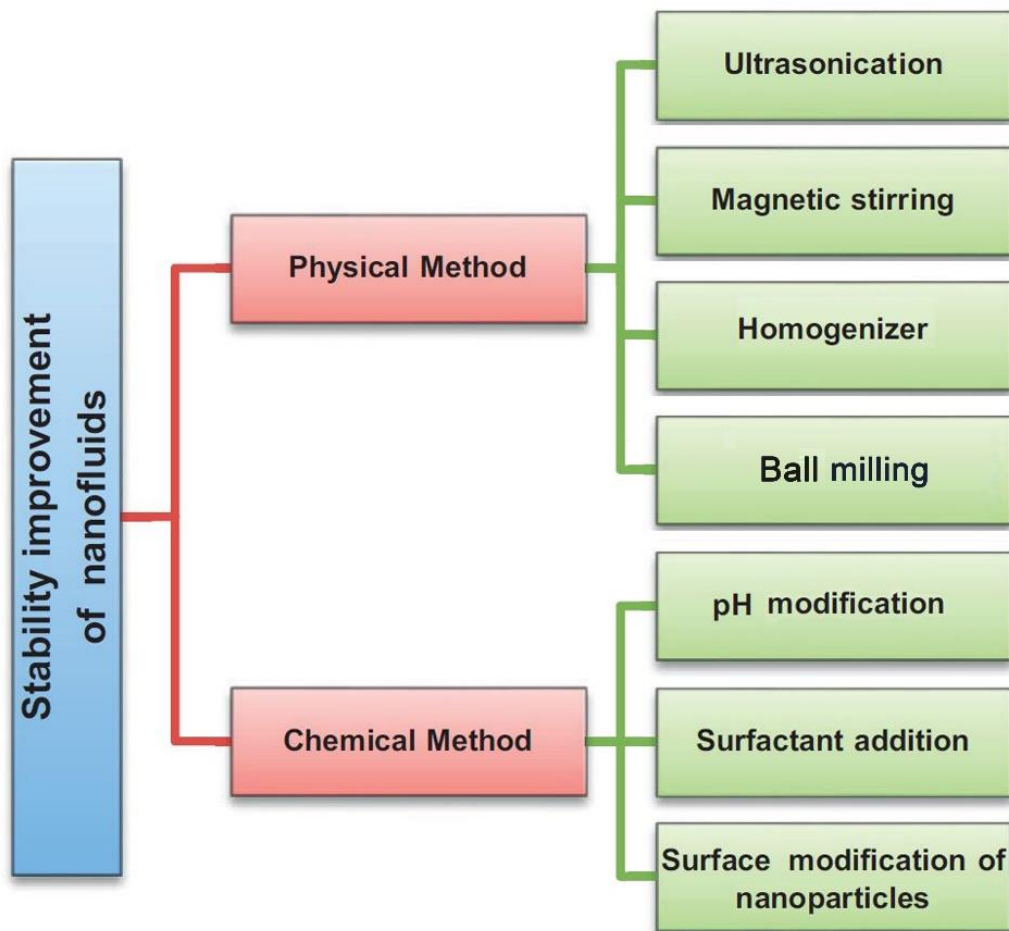 Stability improvement
of nanofluids
Physical Method
Ultrasonication
Magnetic stirring
Homogenizer
Ball milling
Chemical Method
pH modification
Surfactant addition
Surface modification of
nanoparticles